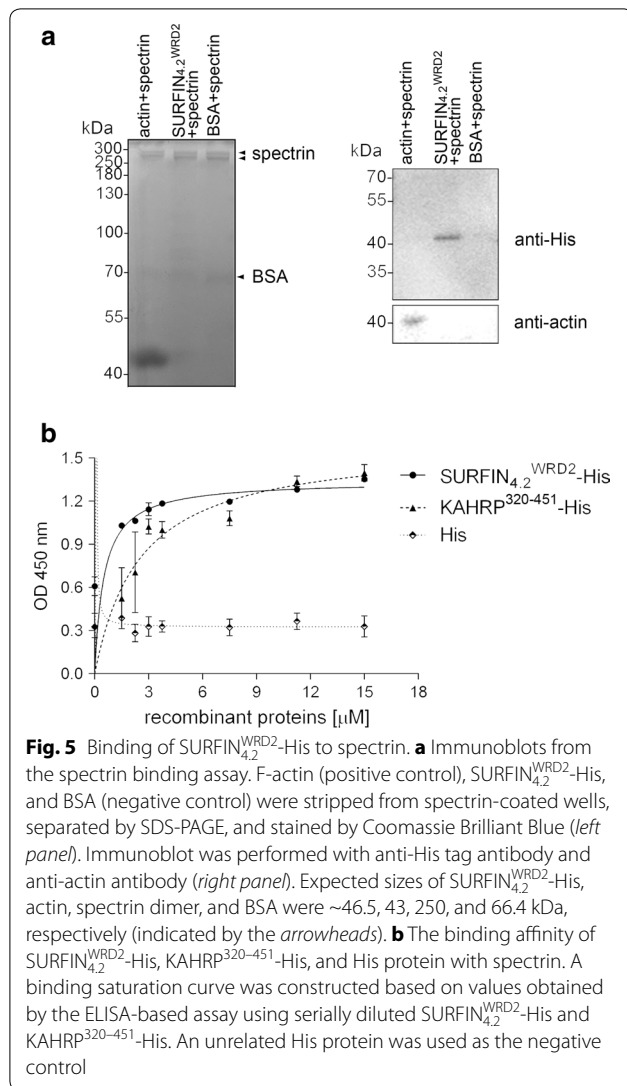 a
actin+spectrin
SURFIN4.2WRD2
+spectrin
BSA+spectrin
kDa
300
250
180
130
100
70
55
40
spectrin
BSA
actin+spectrin
SURFIN4.2WRD2
+spectrin
BSA+spectrin
kDa
70
55
40
35
anti-His
40
anti-actin
b
1.5
1.2
0.9
0.6
0.3
0.0
OD 450 nm
0 3 6 9 12 15 18
recombinant proteins [μM]
SURFIN4.2WRD2-His
KAHRP320-451-His
His
Fig. 5 Binding of SURFIN4.2WRD2-His to spectrin. a Immunoblots from
the spectrin binding assay. F-actin (positive control), SURFIN4.2WRD2-His,
and BSA (negative control) were stripped from spectrin-coated wells,
separated by SDS-PAGE, and stained by Coomassie Brilliant Blue (left
panel). Immunoblot was performed with anti-His tag antibody and
anti-actin antibody (right panel). Expected sizes of SURFIN4.2WRD2-His,
actin, spectrin dimer, and BSA were ~46.5, 43, 250, and 66.4 kDa,
respectively (indicated by the arrowheads). b The binding affinity of
SURFIN4.2WRD2-His, KAHRP320–451-His, and His protein with spectrin. A
binding saturation curve was constructed based on values obtained
by the ELISA-based assay using serially diluted SURFIN4.2WRD2-His and
KAHRP320–451-His. An unrelated His protein was used as the negative
control